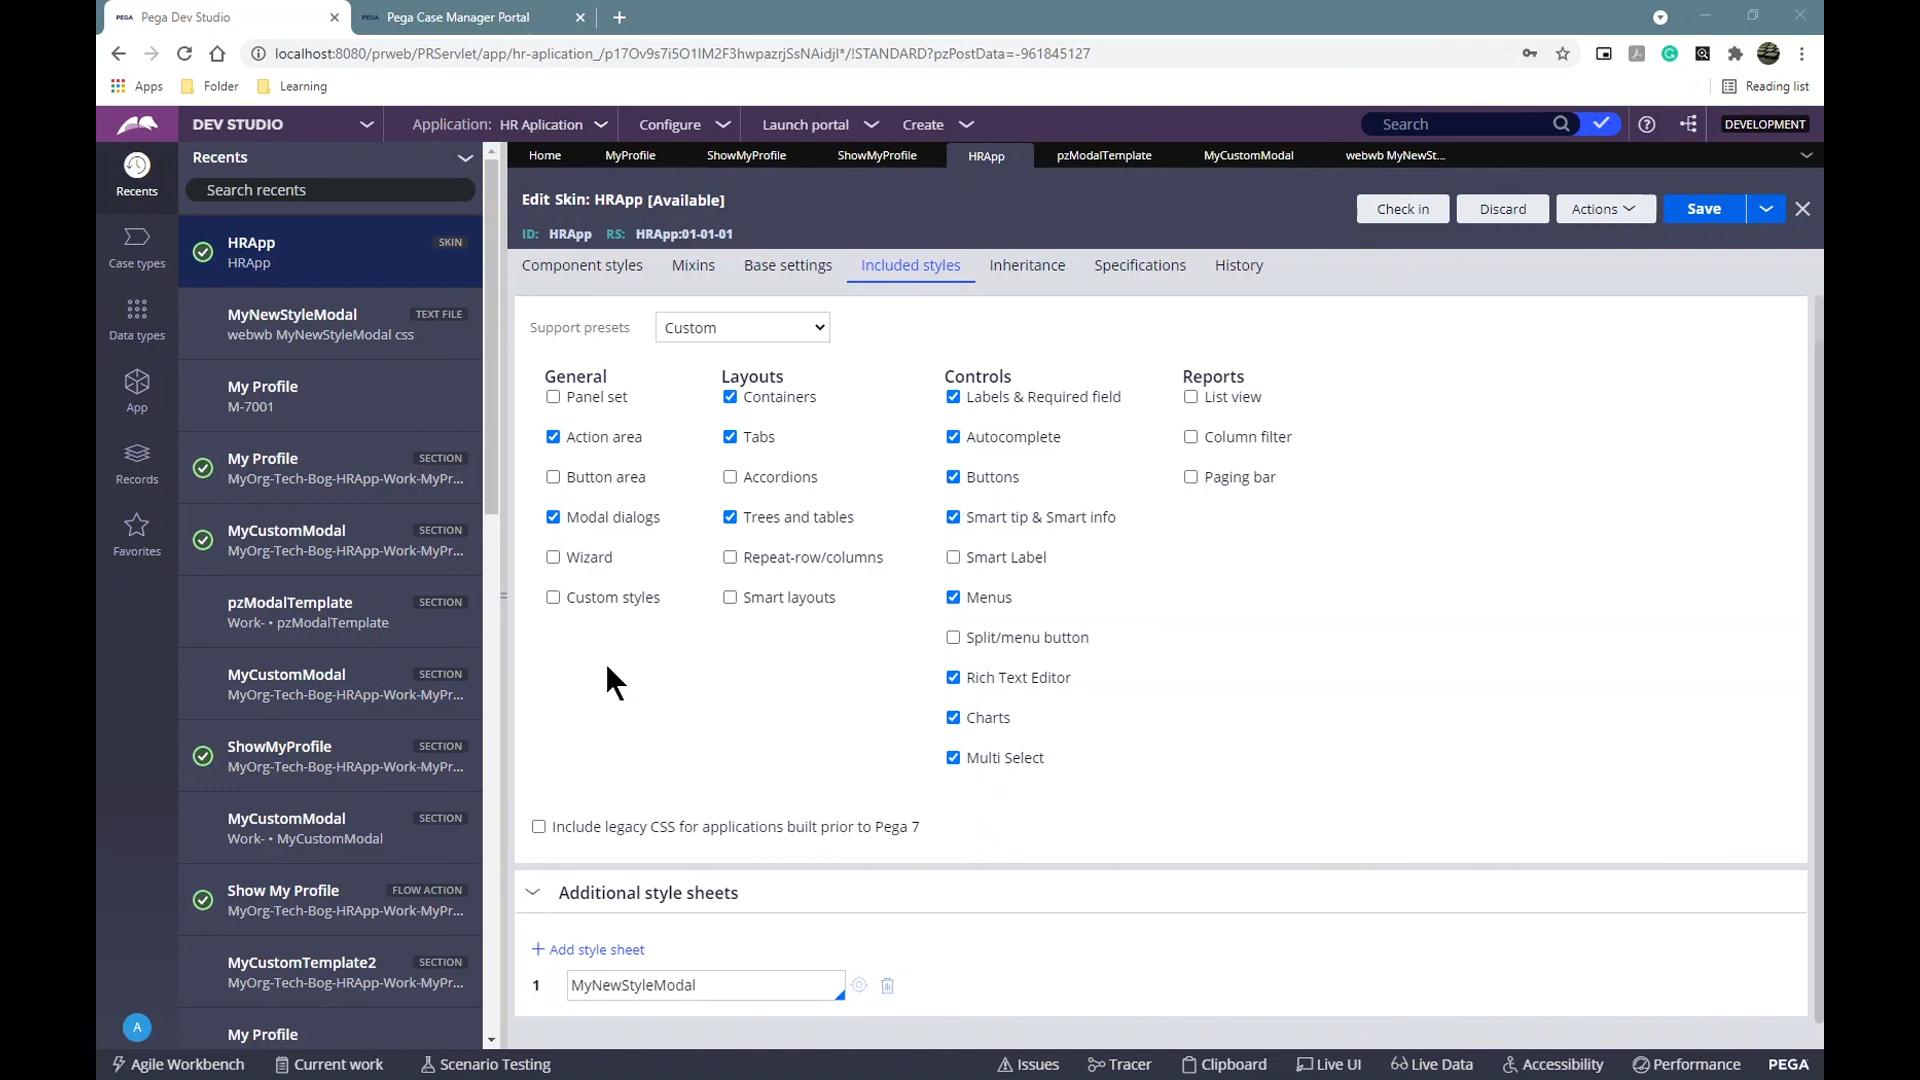 PEGA Pega Dev Studio
PEGA Pega Case Manager Portal
localhost:8080/prweb/PRServlet/app/hr-aplication_/p17Ov9s7i5O1IM2F3hwpazrjSsNAidjI*/!STANDARD?pzPostData=-961845127
Apps Folder Learning Reading list
DEV STUDIO Application: HR Aplication Configure Launch portal Create Search DEVELOPMENT
Home MyProfile ShowMyProfile ShowMyProfile HRApp pzModalTemplate MyCustomModal webwb MyNewSt...
Recents
Case types
Data types
App
Records
Favorites
A
Recents
Search recents
HRApp SKIN
HRApp
MyNewStyleModal TEXT FILE
webwb MyNewStyleModal css
My Profile
M-7001
My Profile SECTION
MyOrg-Tech-Bog-HRApp-Work-MyPr...
MyCustomModal SECTION
MyOrg-Tech-Bog-HRApp-Work-MyPr...
pzModalTemplate SECTION
Work- • pzModalTemplate
MyCustomModal SECTION
MyOrg-Tech-Bog-HRApp-Work-MyPr...
ShowMyProfile SECTION
MyOrg-Tech-Bog-HRApp-Work-MyPr...
MyCustomModal SECTION
Work- • MyCustomModal
Show My Profile FLOW ACTION
MyOrg-Tech-Bog-HRApp-Work-MyPr...
MyCustomTemplate2 SECTION
MyOrg-Tech-Bog-HRApp-Work-MyPr...
My Profile
Edit Skin: HRApp [Available]
ID: HRApp RS: HRApp:01-01-01
Check in Discard Actions Save
Component styles Mixins Base settings Included styles Inheritance Specifications History
Support presets Custom
General
Panel set
Action area
Button area
Modal dialogs
Wizard
Custom styles
Layouts
Containers
Tabs
Accordions
Trees and tables
Repeat-row/columns
Smart layouts
Controls
Labels & Required field
Autocomplete
Buttons
Smart tip & Smart info
Smart Label
Menus
Split/menu button
Rich Text Editor
Charts
Multi Select
Reports
List view
Column filter
Paging bar
Include legacy CSS for applications built prior to Pega 7
Additional style sheets
+ Add style sheet
1 MyNewStyleModal
Agile Workbench Current work Scenario Testing Issues Tracer Clipboard Live UI Live Data Accessibility Performance PEGA